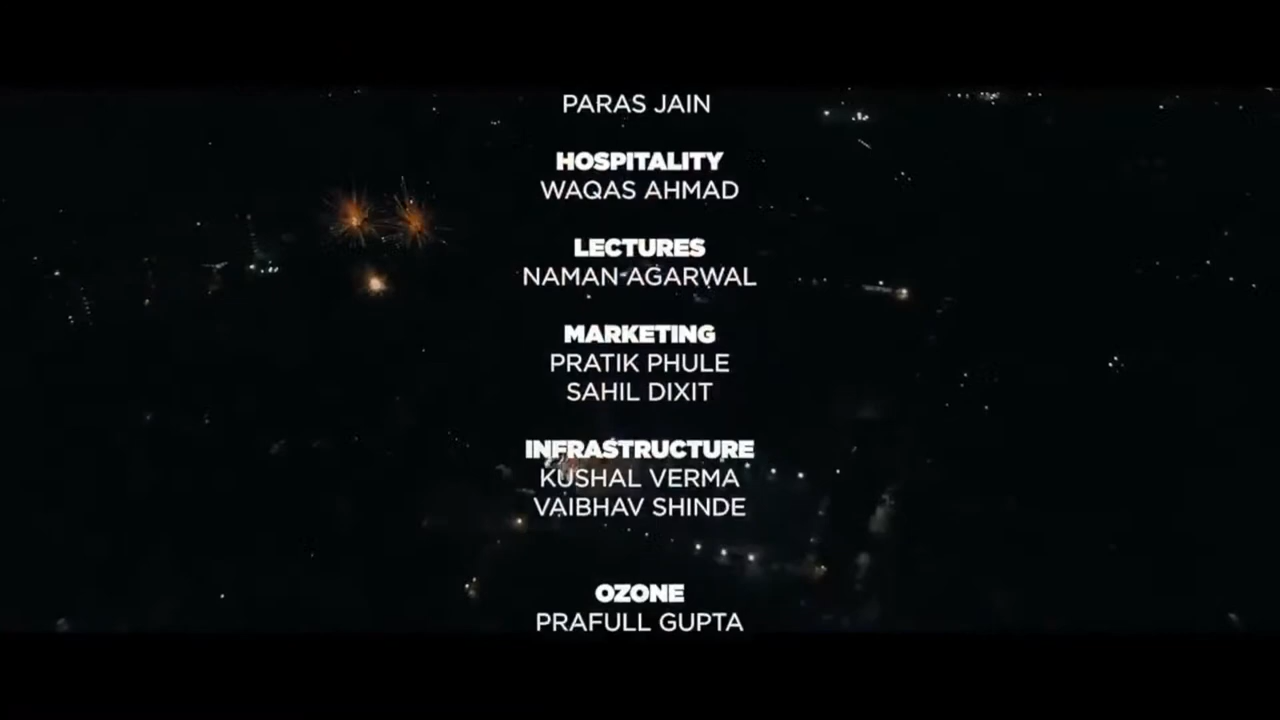 PARAS JAIN
HOSPITALITY
WAQAS AHMAD
LECTURES
NAMAN AGARWAL
MARKETING
PRATIK PHULE
SAHIL DIXIT
INFRASTRUCTURE
KUSHAL VERMA
VAIBHAV SHINDE
OZONE
PRAFULL GUPTA